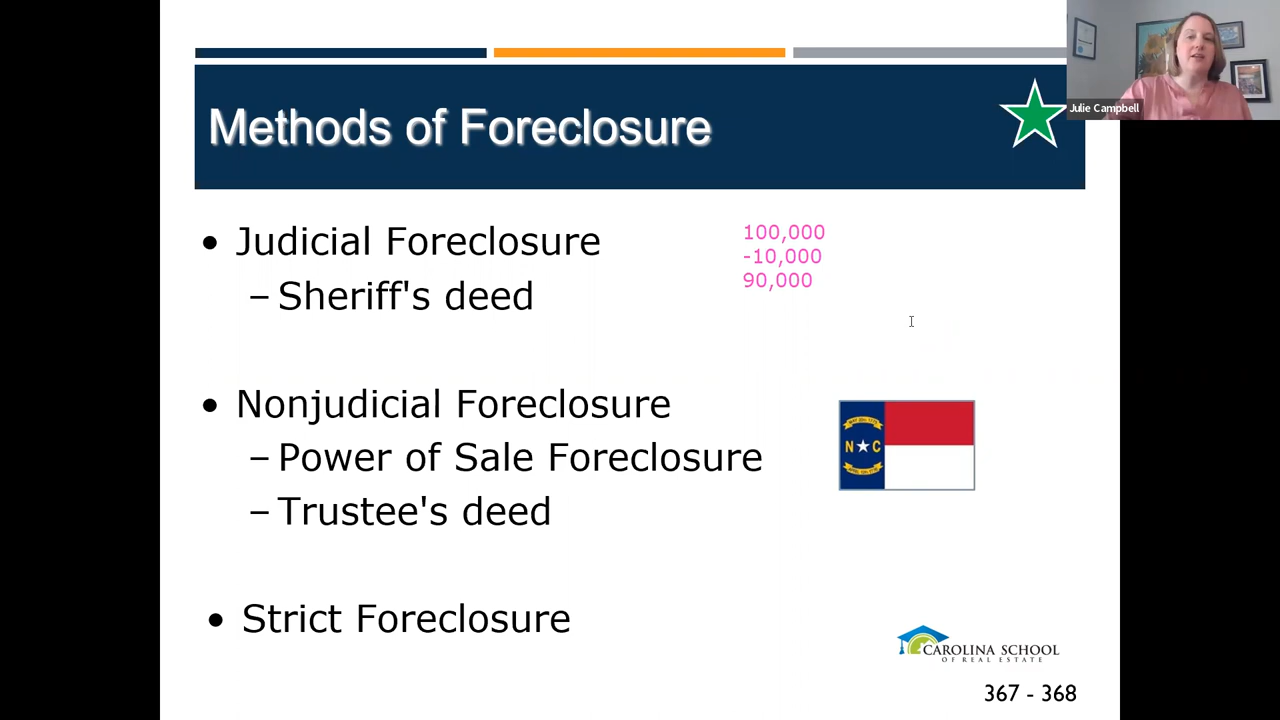 Methods of Foreclosure
Julie Campbell
• Judicial Foreclosure
– Sheriff's deed
100,000
-10,000
90,000
• Nonjudicial Foreclosure
– Power of Sale Foreclosure
– Trustee's deed
N C
• Strict Foreclosure
CAROLINA SCHOOL
OF REAL ESTATE
367 - 368